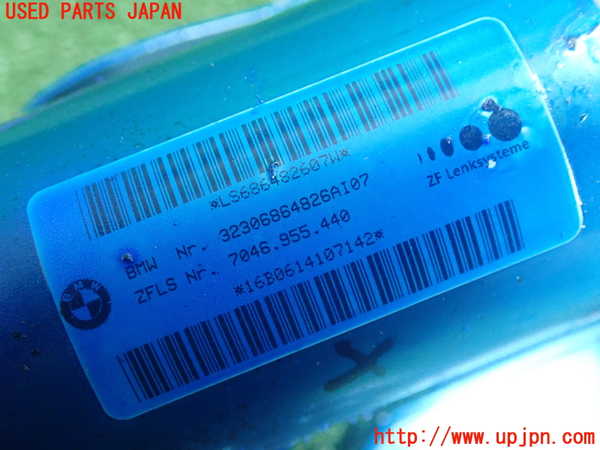 USED PARTS JAPAN
*LS686482607W*
BMW Nr. 32306864826AI07
ZFLS Nr. 7046.955.440
*16B0614107142*
ZF Lenksysteme
BMW
http://www.upjpn.com/